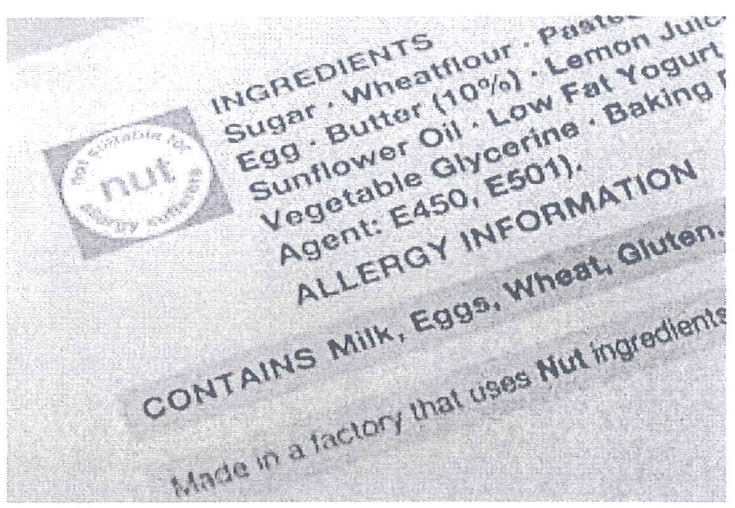 not suitable for
nut
allergy sufferers
INGREDIENTS
Sugar · Wheatflour ·
Egg · Butter (10%) · Lemon
Sunflower Oil · Low Fat Yogurt
Vegetable Glycerine · Baking
Agent: E450, E501).
ALLERGY INFORMATION
CONTAINS Milk, Eggs, Wheat, Gluten.
Made in a factory that uses Nut ingredients